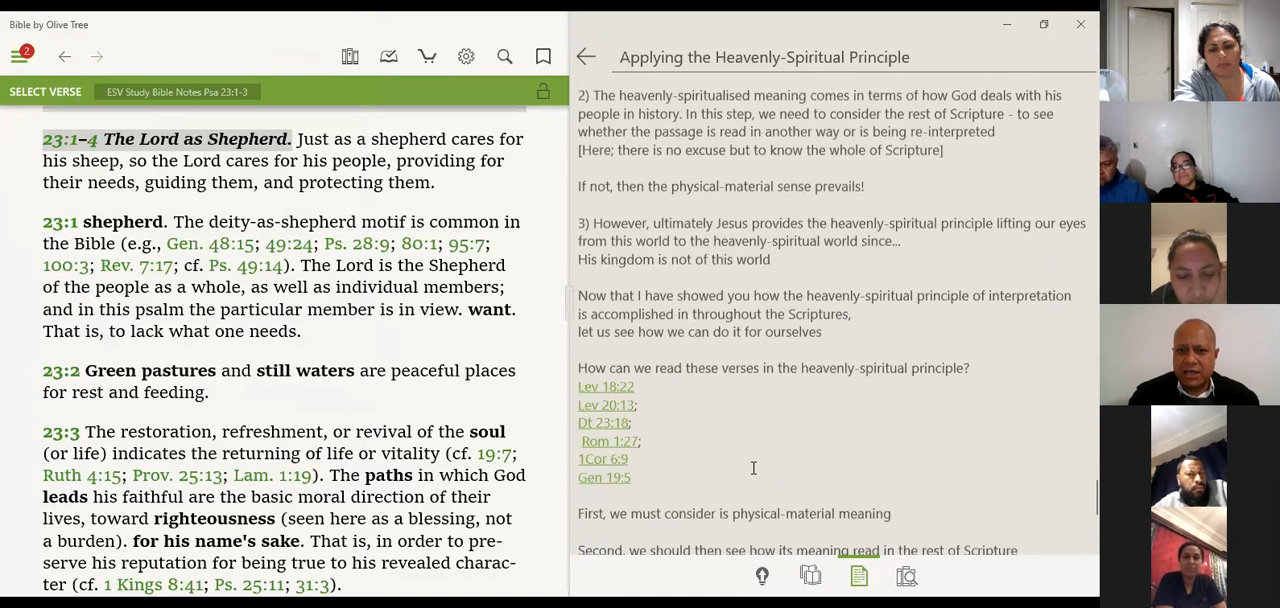 Bible by Olive Tree
2
SELECT VERSE
ESV Study Bible Notes Psa 23:1-3
23:1–4 The Lord as Shepherd. Just as a shepherd cares for
his sheep, so the Lord cares for his people, providing for
their needs, guiding them, and protecting them.
23:1 shepherd. The deity-as-shepherd motif is common in
the Bible (e.g., Gen. 48:15; 49:24; Ps. 28:9; 80:1; 95:7;
100:3; Rev. 7:17; cf. Ps. 49:14). The Lord is the Shepherd
of the people as a whole, as well as individual members;
and in this psalm the particular member is in view. want.
That is, to lack what one needs.
23:2 Green pastures and still waters are peaceful places
for rest and feeding.
23:3 The restoration, refreshment, or revival of the soul
(or life) indicates the returning of life or vitality (cf. 19:7;
Ruth 4:15; Prov. 25:13; Lam. 1:19). The paths in which God
leads his faithful are the basic moral direction of their
lives, toward righteousness (seen here as a blessing, not
a burden). for his name's sake. That is, in order to pre-
serve his reputation for being true to his revealed charac-
ter (cf. 1 Kings 8:41; Ps. 25:11; 31:3).
Applying the Heavenly-Spiritual Principle
2) The heavenly-spiritualised meaning comes in terms of how God deals with his
people in history. In this step, we need to consider the rest of Scripture - to see
whether the passage is read in another way or is being re-interpreted
[Here; there is no excuse but to know the whole of Scripture]
If not, then the physical-material sense prevails!
3) However, ultimately Jesus provides the heavenly-spiritual principle lifting our eyes
from this world to the heavenly-spiritual world since...
His kingdom is not of this world
Now that I have showed you how the heavenly-spiritual principle of interpretation
is accomplished in throughout the Scriptures,
let us see how we can do it for ourselves
How can we read these verses in the heavenly-spiritual principle?
Lev 18:22
Lev 20:13;
Dt 23:18;
Rom 1:27;
1Cor 6:9
Gen 19:5
First, we must consider is physical-material meaning
Second, we should then see how its meaning read in the rest of Scripture